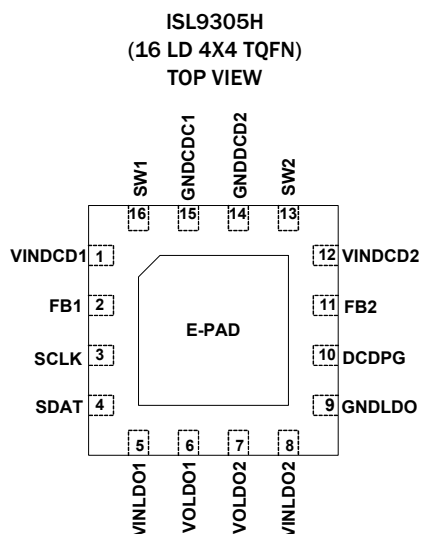 ISL9305H
(16 LD 4X4 TQFN)
TOP VIEW
SW1
GNDCDC1
GNDDCD2
SW2
16
15
14
13
VINDCD1 1
12 VINDCD2
FB1 2
11 FB2
E-PAD
SCLK 3
10 DCDPG
SDAT 4
9 GNDLDO
5
6
7
8
VINLDO1
VOLDO1
VOLDO2
VINLDO2